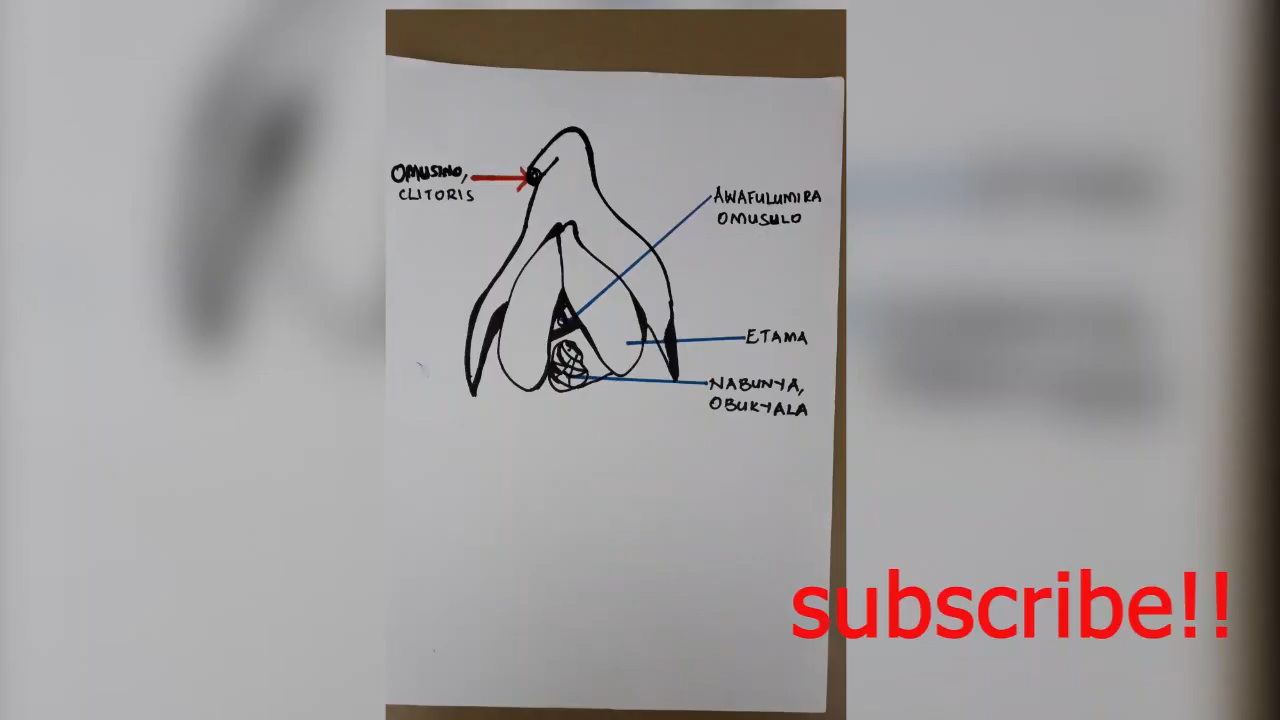 OMUSINO,
CLITORIS
AWAFULUMIRA
OMUSULO
ETAMA
NABUNYA,
OBUKYALA
subscribe!!